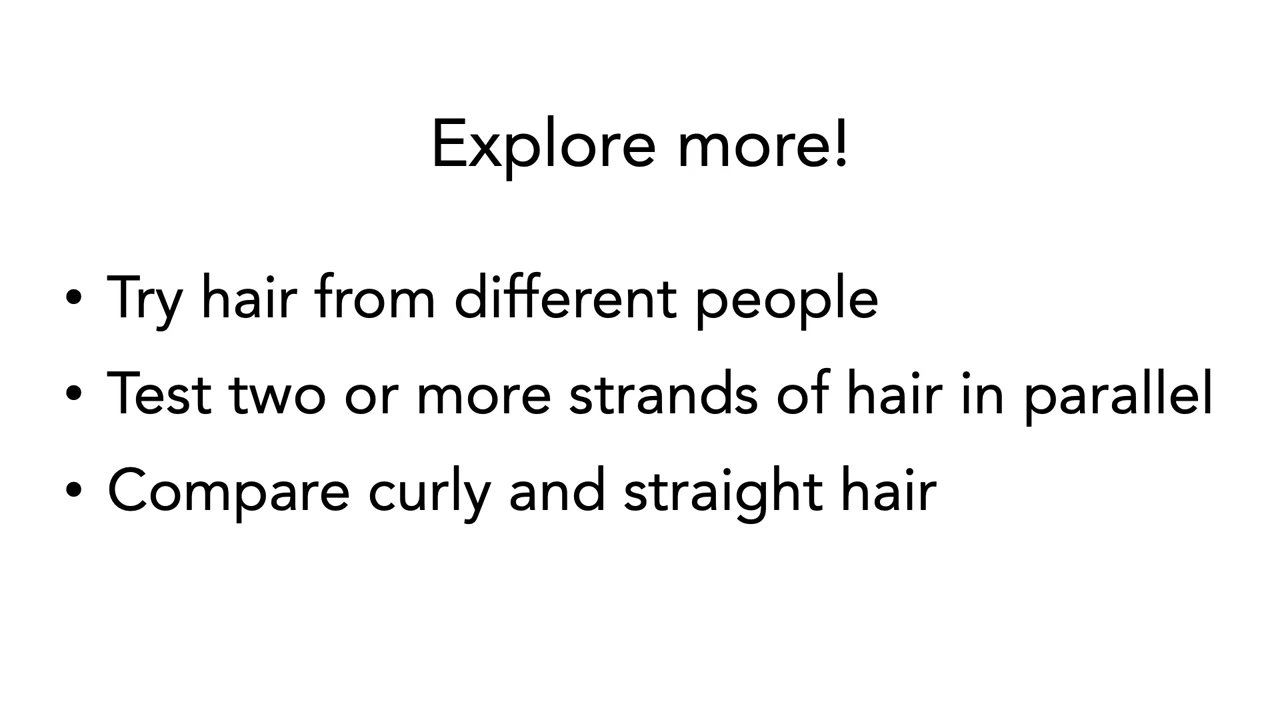 Explore more!
• Try hair from different people
• Test two or more strands of hair in parallel
• Compare curly and straight hair